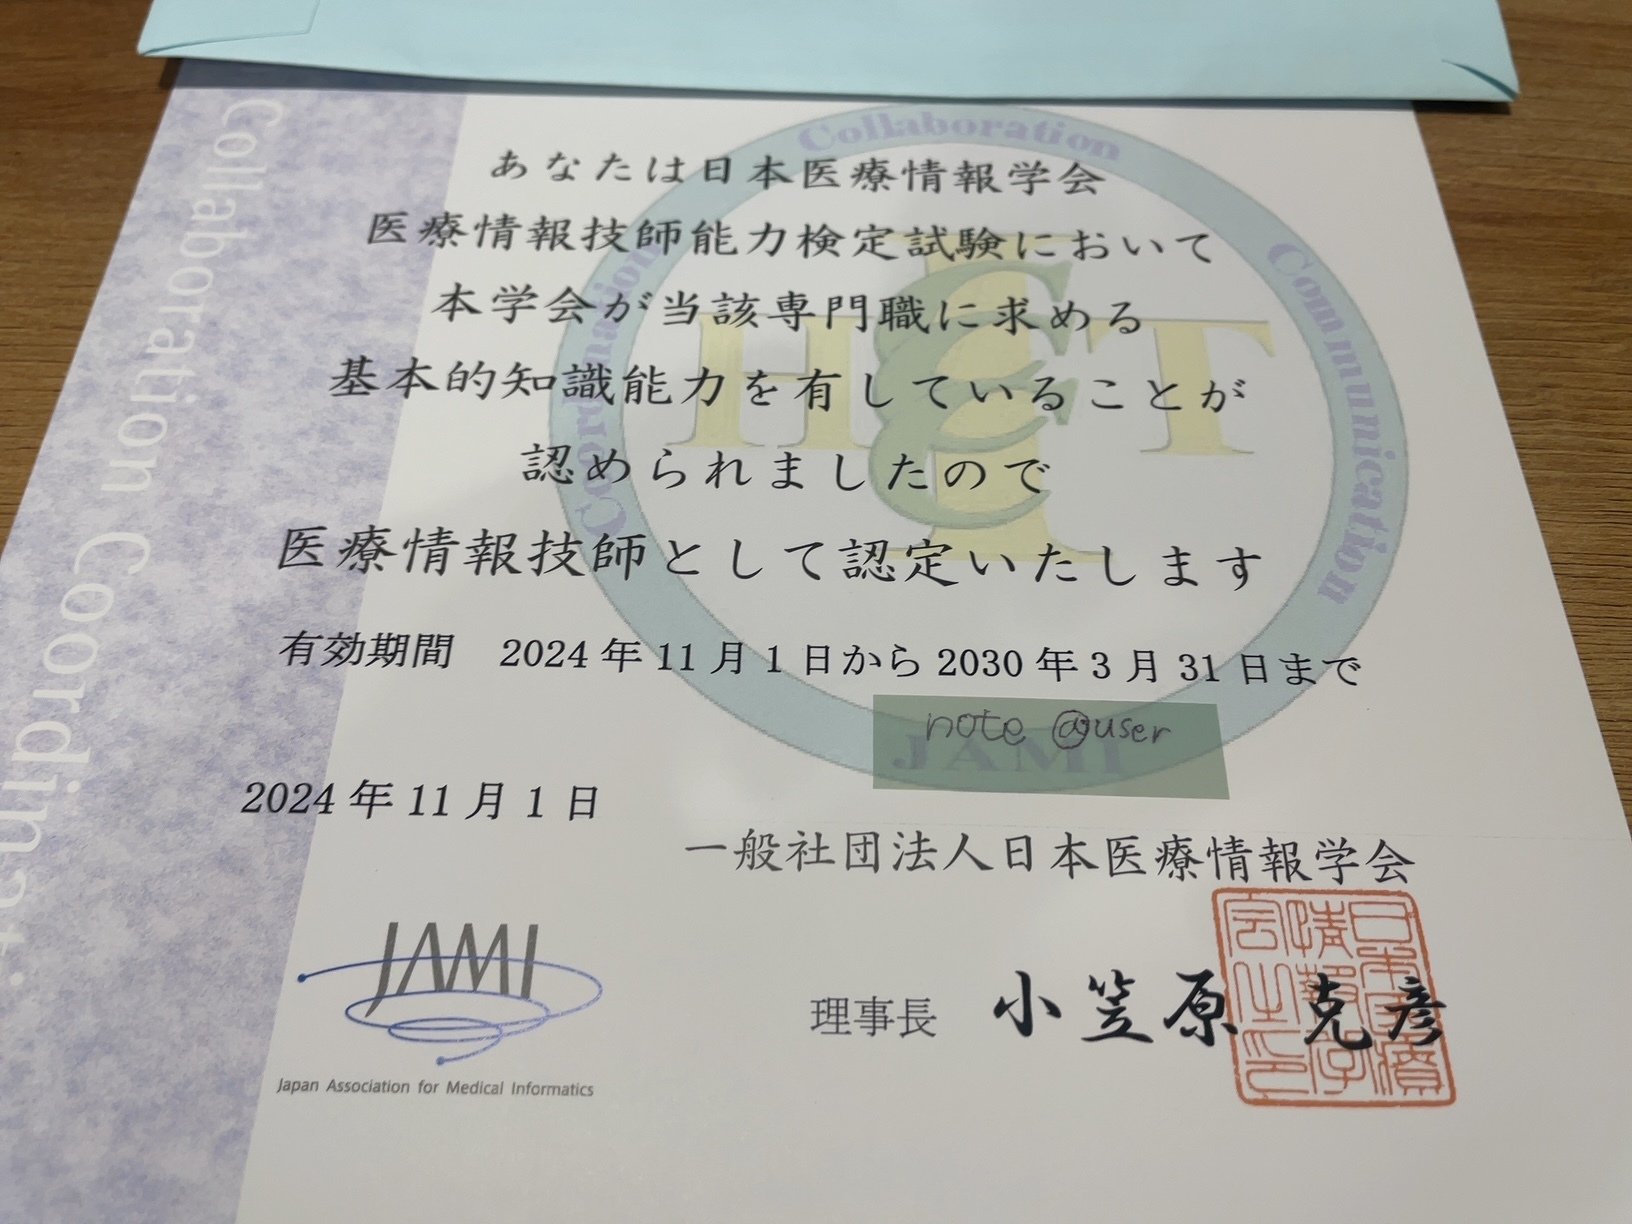 あなたは日本医療情報学会
医療情報技師能力検定試験において
本学会が当該専門職に求める
基本的知識能力を有していることが
認められましたので
医療情報技師として認定いたします
有効期間 2024年11月1日から2030年3月31日まで
note @user
2024年11月1日
一般社団法人日本医療情報学会
理事長 小笠原 克彦
JAMI
Japan Association for Medical Informatics
Collaboration
Communication
Coordination
HIT
JAMI
Collaboration Coordinat